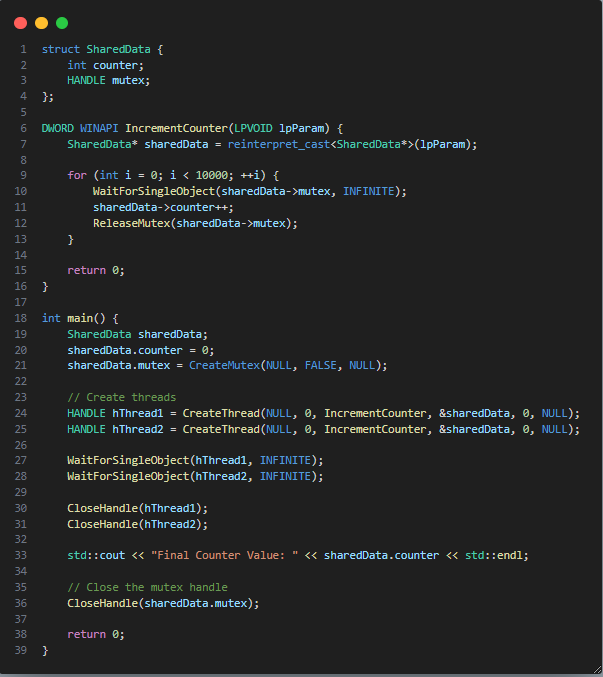 1 struct SharedData {
2     int counter;
3     HANDLE mutex;
4 };
5
6 DWORD WINAPI IncrementCounter(LPVOID lpParam) {
7     SharedData* sharedData = reinterpret_cast<SharedData*>(lpParam);
8
9     for (int i = 0; i < 10000; ++i) {
10         WaitForSingleObject(sharedData->mutex, INFINITE);
11         sharedData->counter++;
12         ReleaseMutex(sharedData->mutex);
13     }
14
15     return 0;
16 }
17
18 int main() {
19     SharedData sharedData;
20     sharedData.counter = 0;
21     sharedData.mutex = CreateMutex(NULL, FALSE, NULL);
22
23     // Create threads
24     HANDLE hThread1 = CreateThread(NULL, 0, IncrementCounter, &sharedData, 0, NULL);
25     HANDLE hThread2 = CreateThread(NULL, 0, IncrementCounter, &sharedData, 0, NULL);
26
27     WaitForSingleObject(hThread1, INFINITE);
28     WaitForSingleObject(hThread2, INFINITE);
29
30     CloseHandle(hThread1);
31     CloseHandle(hThread2);
32
33     std::cout << "Final Counter Value: " << sharedData.counter << std::endl;
34
35     // Close the mutex handle
36     CloseHandle(sharedData.mutex);
37
38     return 0;
39 }